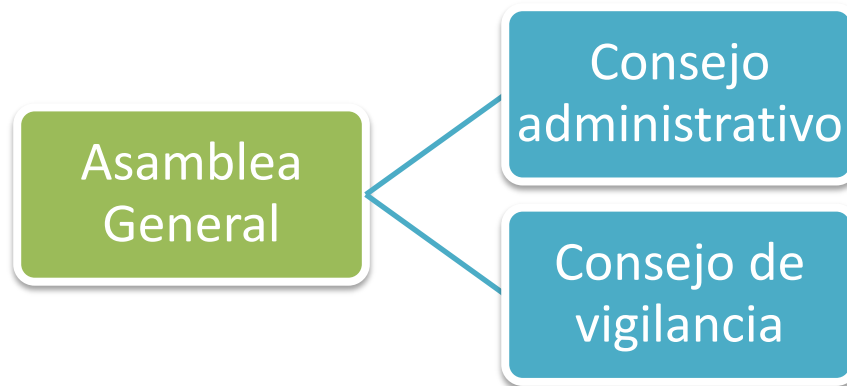 Asamblea
General
Consejo
administrativo
Consejo de
vigilancia